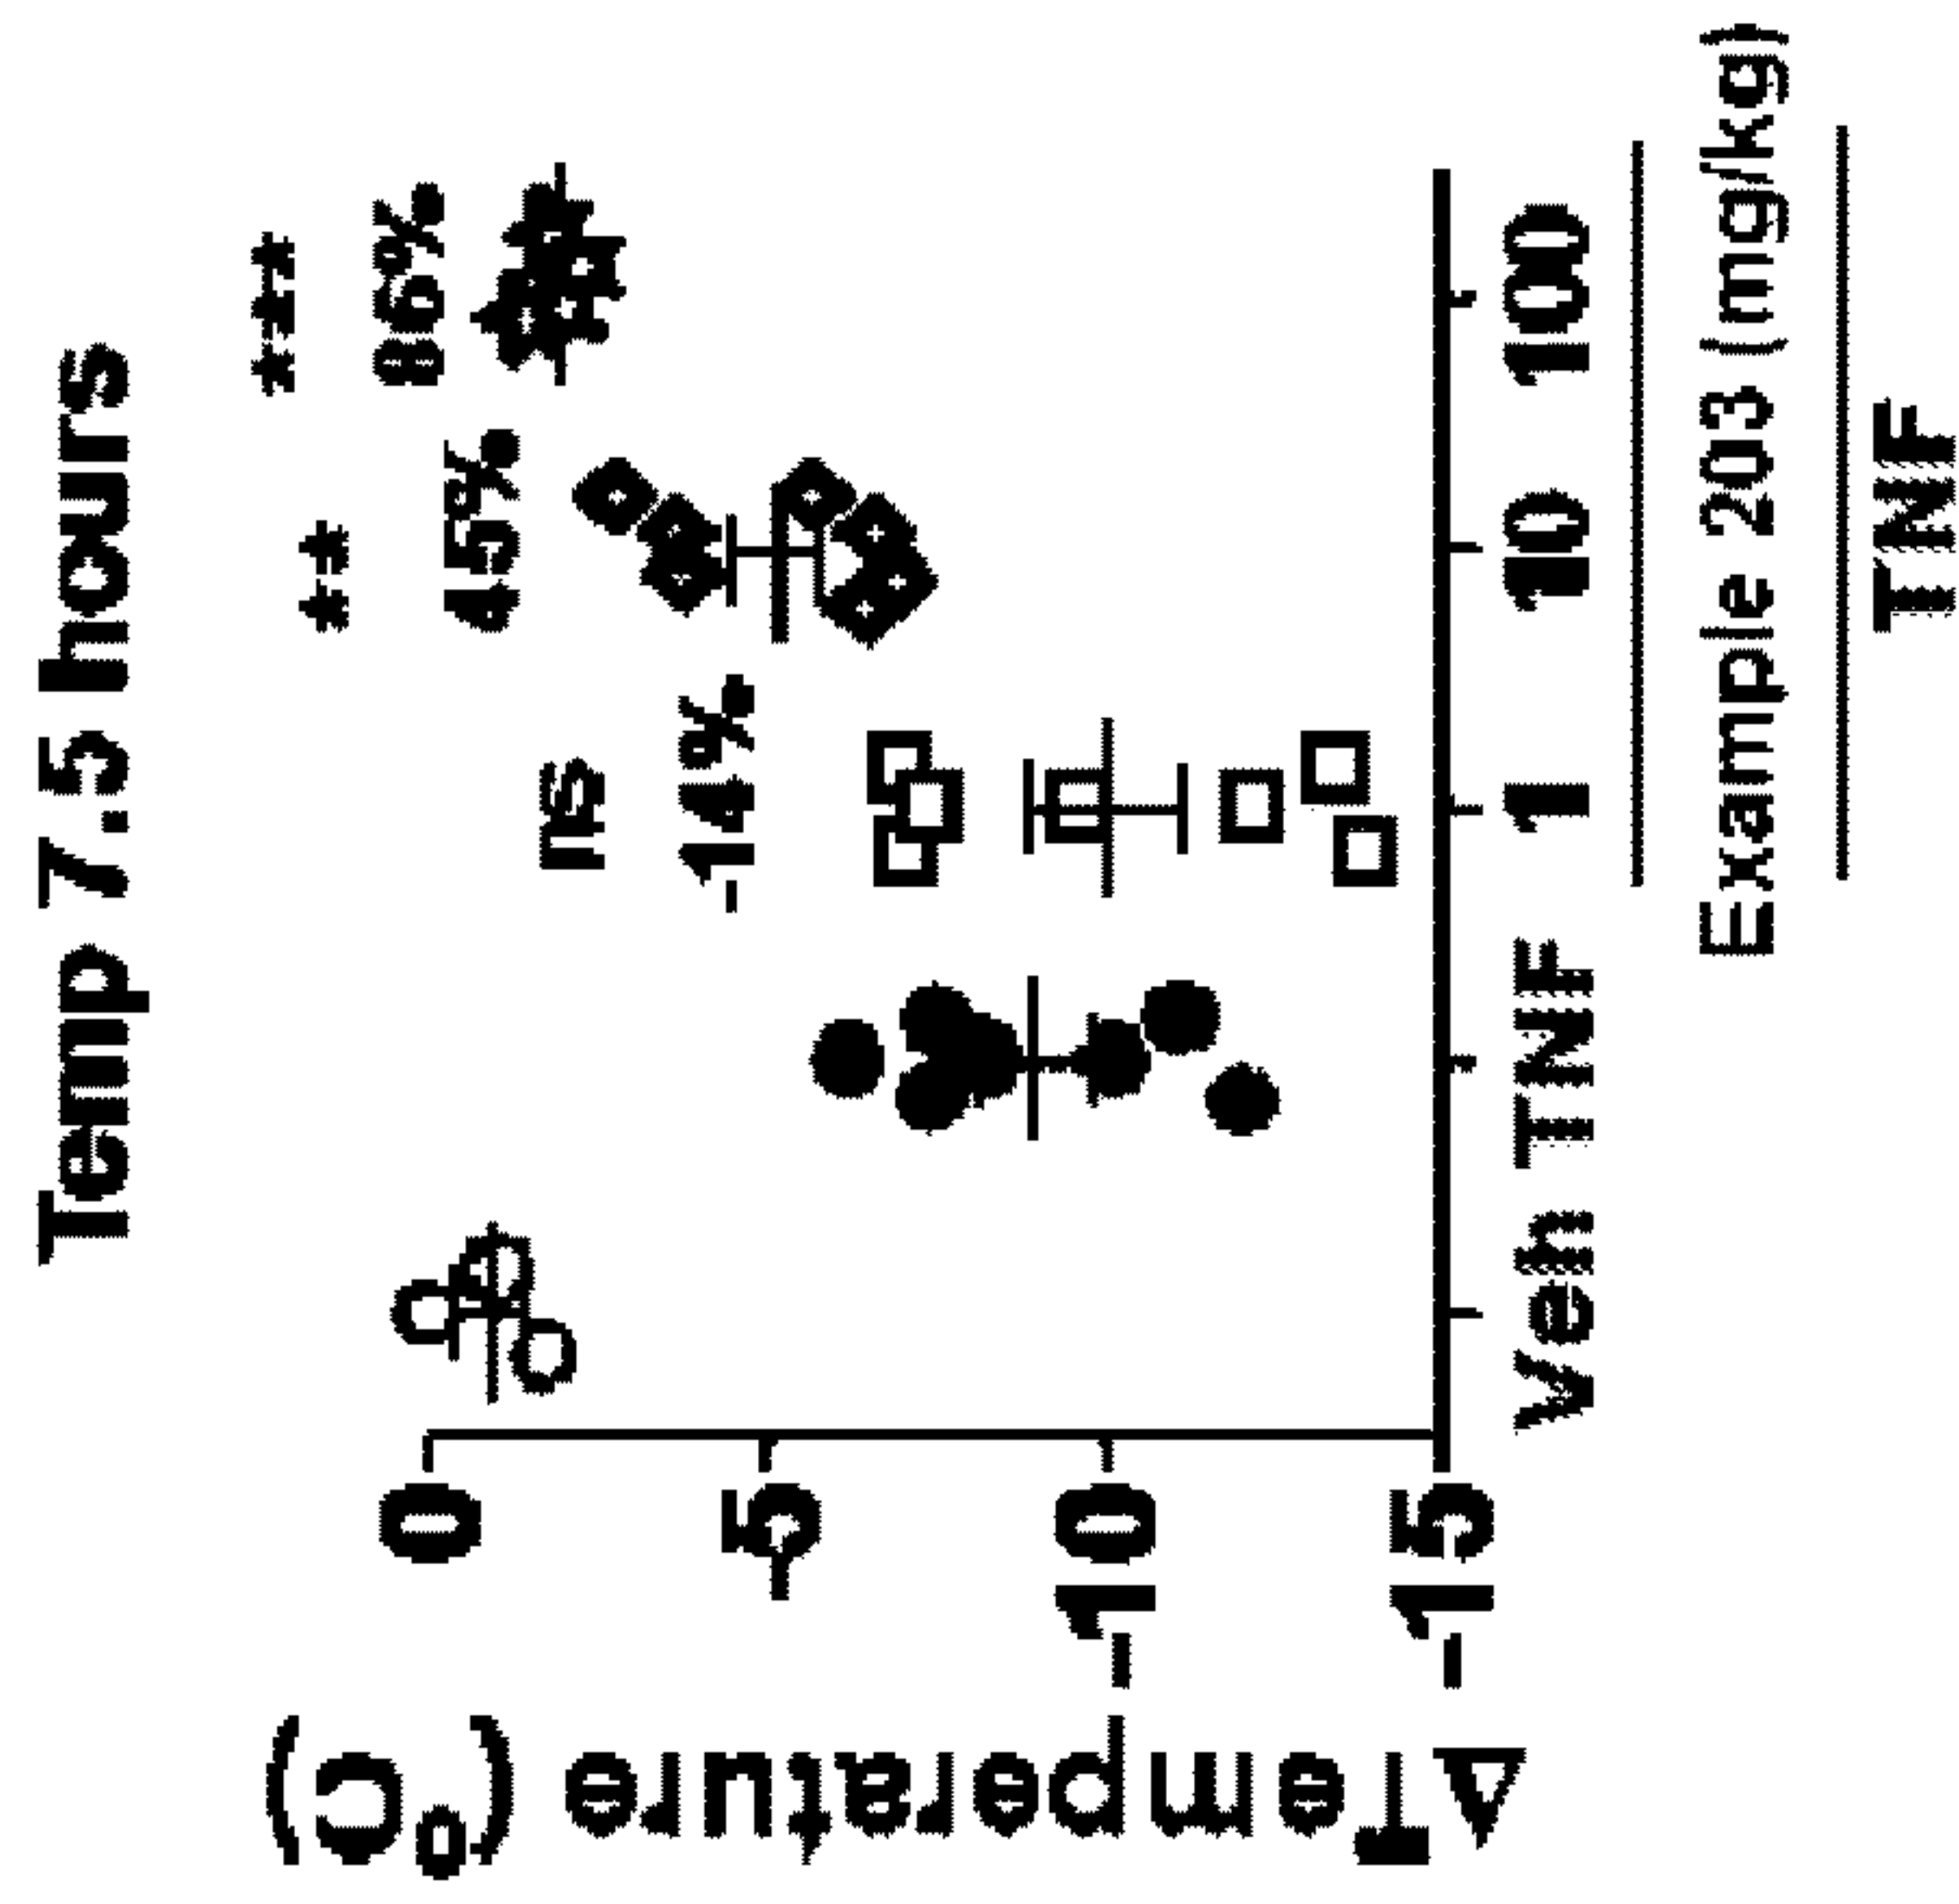 Temp 7.5 hours
***
86%
**
45%
ns
-14%
0
-5
-10
-15
Δ Temperature (°C)
Veh TNF 1 10 100
Example 203 (mg/kg)
TNF